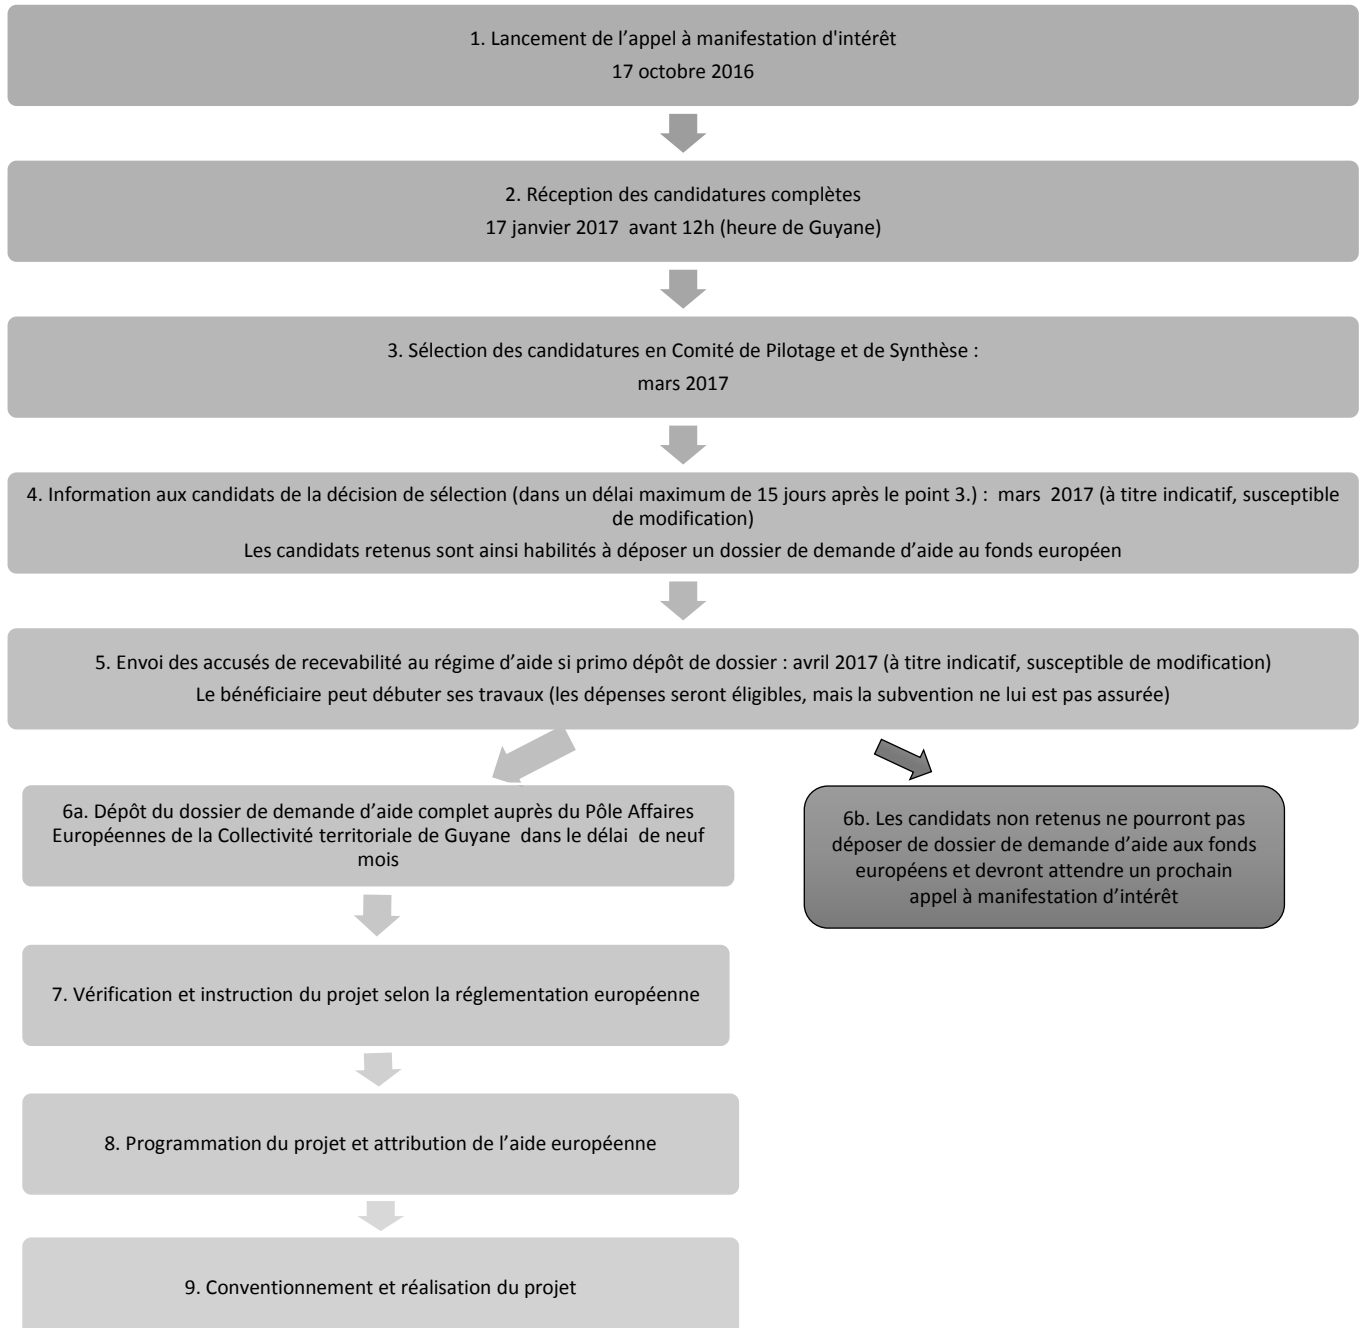 1. Lancement de l’appel à manifestation d'intérêt
17 octobre 2016
2. Réception des candidatures complètes
17 janvier 2017 avant 12h (heure de Guyane)
3. Sélection des candidatures en Comité de Pilotage et de Synthèse :
mars 2017
4. Information aux candidats de la décision de sélection (dans un délai maximum de 15 jours après le point 3.) : mars 2017 (à titre indicatif, susceptible
de modification)
Les candidats retenus sont ainsi habilités à déposer un dossier de demande d’aide au fonds européen
5. Envoi des accusés de recevabilité au régime d’aide si primo dépôt de dossier : avril 2017 (à titre indicatif, susceptible de modification)
Le bénéficiaire peut débuter ses travaux (les dépenses seront éligibles, mais la subvention ne lui est pas assurée)
6a. Dépôt du dossier de demande d’aide complet auprès du Pôle Affaires
Européennes de la Collectivité territoriale de Guyane dans le délai de neuf
mois
6b. Les candidats non retenus ne pourront pas
déposer de dossier de demande d’aide aux fonds
européens et devront attendre un prochain
appel à manifestation d’intérêt
7. Vérification et instruction du projet selon la réglementation européenne
8. Programmation du projet et attribution de l’aide européenne
9. Conventionnement et réalisation du projet